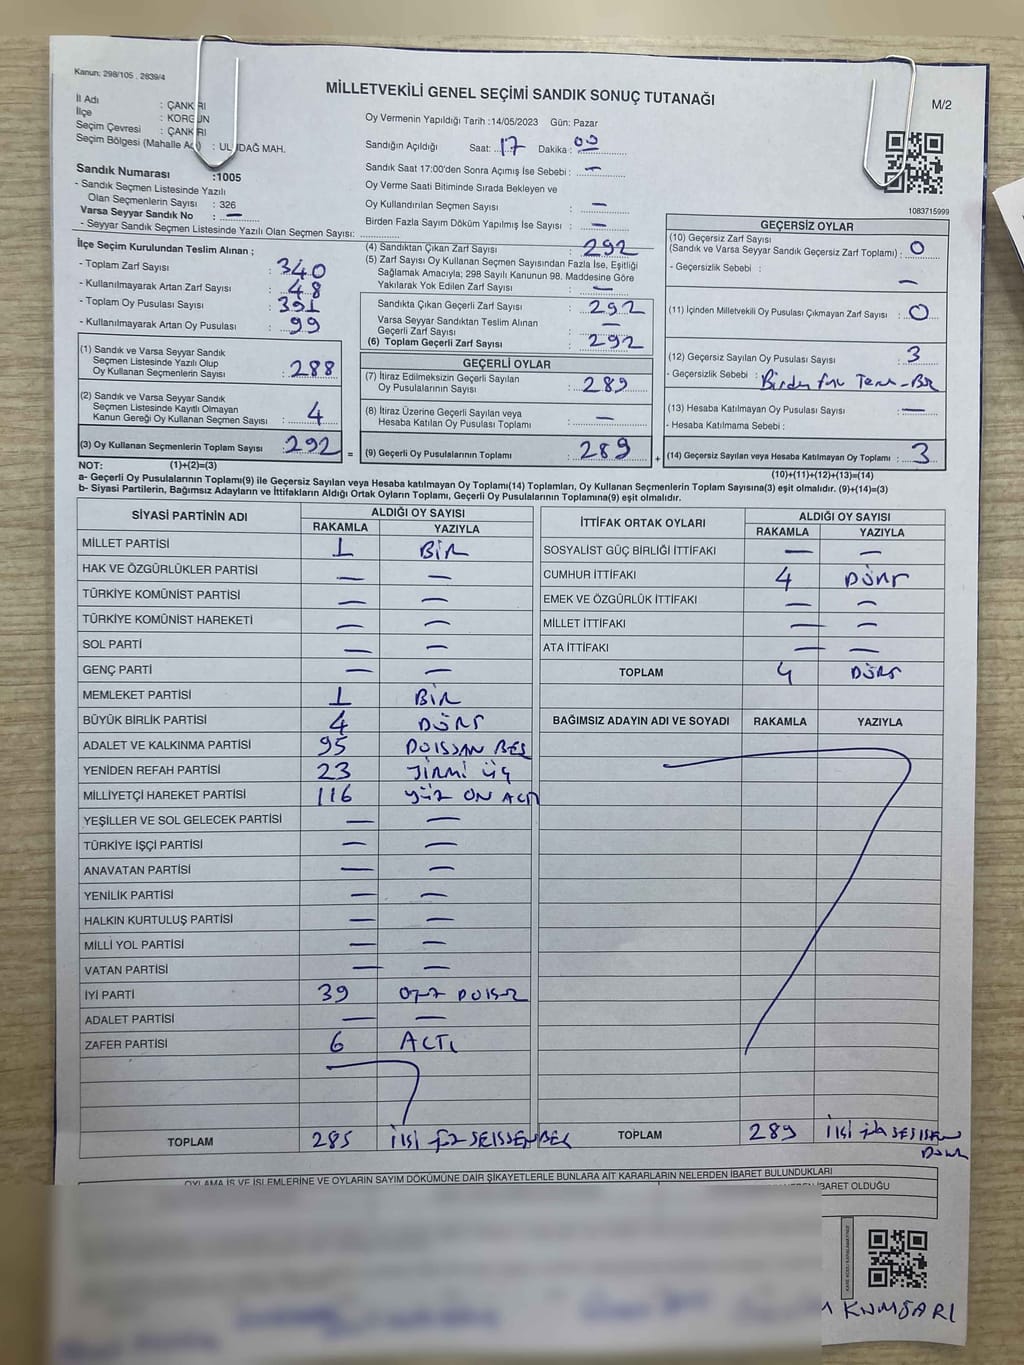 Kanun; 298/105 , 2839/4
MİLLETVEKİLİ GENEL SEÇİMİ SANDIK SONUÇ TUTANAĞI
M/2
İl Adı : ÇANKIRI
İlçe : KORGUN
Seçim Çevresi : ÇANKIRI
Seçim Bölgesi (Mahalle Adı) : ULUDAĞ MAH.
Oy Vermenin Yapıldığı Tarih :14/05/2023 Gün: Pazar
Sandığın Açıldığı Saat: 17 Dakika: 00
Sandık Saat 17:00'den Sonra Açımış İse Sebebi : —
Oy Verme Saati Bitiminde Sırada Bekleyen ve
Oy Kullandırılan Seçmen Sayısı : —
Birden Fazla Sayım Döküm Yapılmış İse Sayısı : —
Sandık Numarası :1005
- Sandık Seçmen Listesinde Yazılı
Olan Seçmenlerin Sayısı : 326
Varsa Seyyar Sandık No : —
- Seyyar Sandık Seçmen Listesinde Yazılı Olan Seçmen Sayısı:
1083715999
İlçe Seçim Kurulundan Teslim Alınan ;
- Toplam Zarf Sayısı : 340
- Kullanılmayarak Artan Zarf Sayısı : 48
- Toplam Oy Pusulası Sayısı : 391
- Kullanılmayarak Artan Oy Pusulası : 99
(1) Sandık ve Varsa Seyyar Sandık
Seçmen Listesinde Yazılı Olup
Oy Kullanan Seçmenlerin Sayısı : 288
(2) Sandık ve Varsa Seyyar Sandık
Seçmen Listesinde Kayıtlı Olmayan
Kanun Gereği Oy Kullanan Seçmen Sayısı : 4
(3) Oy Kullanan Seçmenlerin Toplam Sayısı : 292 =
(4) Sandıktan Çıkan Zarf Sayısı : 292
(5) Zarf Sayısı Oy Kullanan Seçmen Sayısından Fazla İse, Eşitliği
Sağlamak Amacıyla; 298 Sayılı Kanunun 98. Maddesine Göre
Yakılarak Yok Edilen Zarf Sayısı : —
Sandıkta Çıkan Geçerli Zarf Sayısı : 292
Varsa Seyyar Sandıktan Teslim Alınan
Geçerli Zarf Sayısı : —
(6) Toplam Geçerli Zarf Sayısı : 292
GEÇERLİ OYLAR
(7) İtiraz Edilmeksizin Geçerli Sayılan
Oy Pusulalarının Sayısı : 289
(8) İtiraz Üzerine Geçerli Sayılan veya
Hesaba Katılan Oy Pusulası Toplamı : —
(9) Geçerli Oy Pusulalarının Toplamı : 289 +
GEÇERSİZ OYLAR
(10) Geçersiz Zarf Sayısı
(Sandık ve Varsa Seyyar Sandık Geçersiz Zarf Toplamı) : 0
- Geçersizlik Sebebi :
—
(11) İçinden Milletvekili Oy Pusulası Çıkmayan Zarf Sayısı : 0
(12) Geçersiz Sayılan Oy Pusulası Sayısı : 3
- Geçersizlik Sebebi :
(13) Hesaba Katılmayan Oy Pusulası Sayısı : —
- Hesaba Katılmama Sebebi :
(14) Geçersiz Sayılan veya Hesaba Katılmayan Oy Toplamı : 3
NOT: (1)+(2)=(3)
(10)+(11)+(12)+(13)=(14)
a- Geçerli Oy Pusulalarının Toplamı(9) ile Geçersiz Sayılan veya Hesaba katılmayan Oy Toplamı(14) Toplamları, Oy Kullanan Seçmenlerin Toplam Sayısına(3) eşit olmalıdır. (9)+(14)=(3)
b- Siyasi Partilerin, Bağımsız Adayların ve İttifakların Aldığı Ortak Oyların Toplamı, Geçerli Oy Pusulalarının Toplamına(9) eşit olmalıdır.
SİYASİ PARTİNİN ADI ALDIĞI OY SAYISI
RAKAMLA YAZIYLA
MİLLET PARTİSİ 1 BİR
HAK VE ÖZGÜRLÜKLER PARTİSİ — —
TÜRKİYE KOMÜNİST PARTİSİ — —
TÜRKİYE KOMÜNİST HAREKETİ — —
SOL PARTİ — —
GENÇ PARTİ — —
MEMLEKET PARTİSİ 1 BİR
BÜYÜK BİRLİK PARTİSİ 4 DÖRT
ADALET VE KALKINMA PARTİSİ 95 DOKSAN BEŞ
YENİDEN REFAH PARTİSİ 23 YİRMİ ÜÇ
MİLLİYETÇİ HAREKET PARTİSİ 116 YÜZ ON ALTI
YEŞİLLER VE SOL GELECEK PARTİSİ — —
TÜRKİYE İŞÇİ PARTİSİ — —
ANAVATAN PARTİSİ — —
YENİLİK PARTİSİ — —
HALKIN KURTULUŞ PARTİSİ — —
MİLLİ YOL PARTİSİ — —
VATAN PARTİSİ — —
İYİ PARTİ 39 OTUZ DOKUZ
ADALET PARTİSİ — —
ZAFER PARTİSİ 6 ALTI
TOPLAM 285 İKİ YÜZ SEKSEN BEŞ
İTTİFAK ORTAK OYLARI ALDIĞI OY SAYISI
RAKAMLA YAZIYLA
SOSYALİST GÜÇ BİRLİĞİ İTTİFAKI — —
CUMHUR İTTİFAKI 4 DÖRT
EMEK VE ÖZGÜRLÜK İTTİFAKI — —
MİLLET İTTİFAKI — —
ATA İTTİFAKI — —
TOPLAM 4 DÖRT
BAĞIMSIZ ADAYIN ADI VE SOYADI RAKAMLA YAZIYLA
TOPLAM 289 İKİ YÜZ SEKSEN
OYLAMA İŞ VE İŞLEMLERİNE VE OYLARIN SAYIM DÖKÜMÜNE DAİR ŞİKAYETLERLE BUNLARA AİT KARARLARIN NELERDEN İBARET BULUNDUKLARI
İBARET OLDUĞU